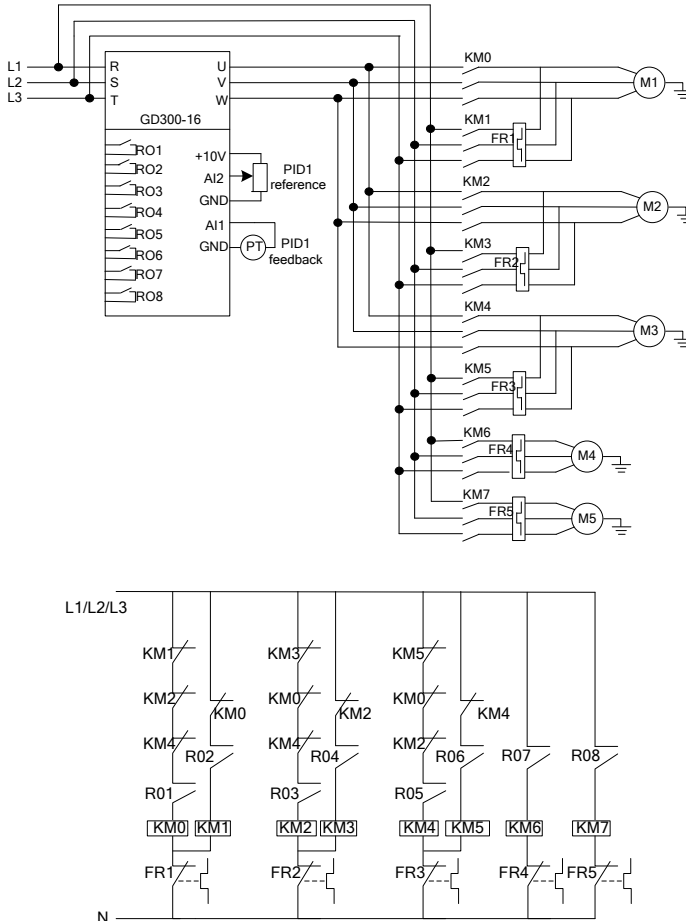 L1
L2
L3
R
S
T
U
V
W
GD300-16
RO1
RO2
RO3
RO4
RO5
RO6
RO7
RO8
+10V
AI2
GND
AI1
GND
PT
PID1
reference
PID1
feedback
KM0
M1
KM1
FR1
KM2
M2
KM3
FR2
KM4
M3
KM5
FR3
KM6
FR4
M4
KM7
FR5
M5
L1/L2/L3
KM1 KM3 KM5
KM2 KM0 KM0
KM0 KM2 KM4
KM4 KM4 KM2
R02 R04 R06 R07 R08
R01 R03 R05
KM0 KM1 KM2 KM3 KM4 KM5 KM6 KM7
FR1 FR2 FR3 FR4 FR5
N